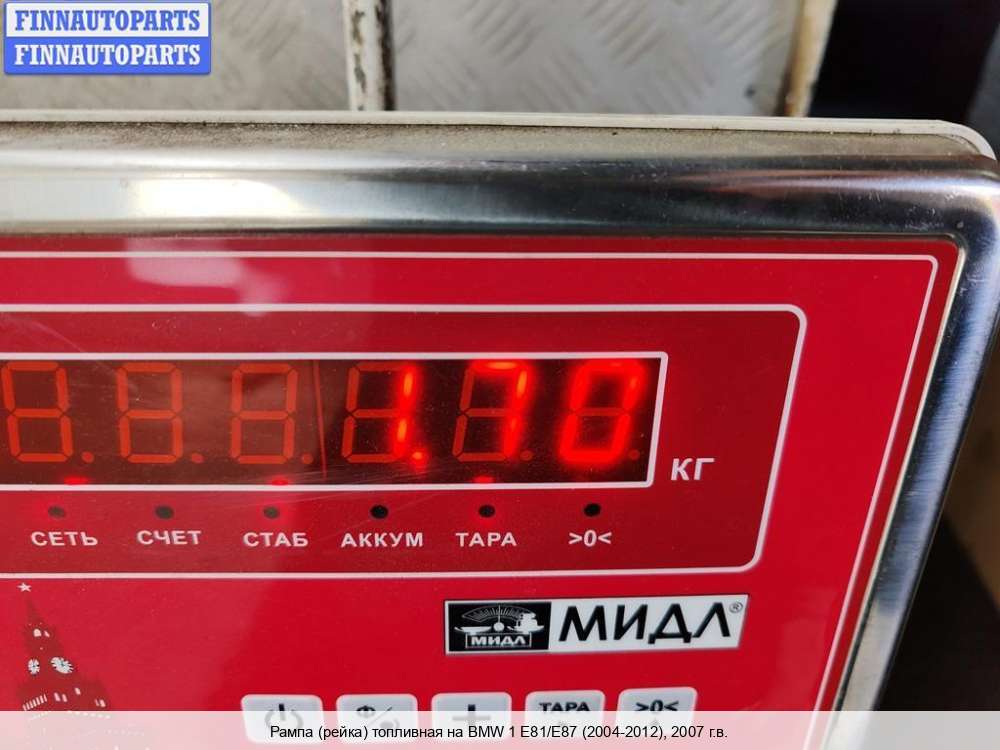 FINNAUTOPARTS
FINNAUTOPARTS
1.70
КГ
СЕТЬ СЧЕТ СТАБ АККУМ ТАРА >0<
МИДЛ МИДЛ®
ТАРА >0<
Рампа (рейка) топливная на BMW 1 E81/E87 (2004-2012), 2007 г.в.